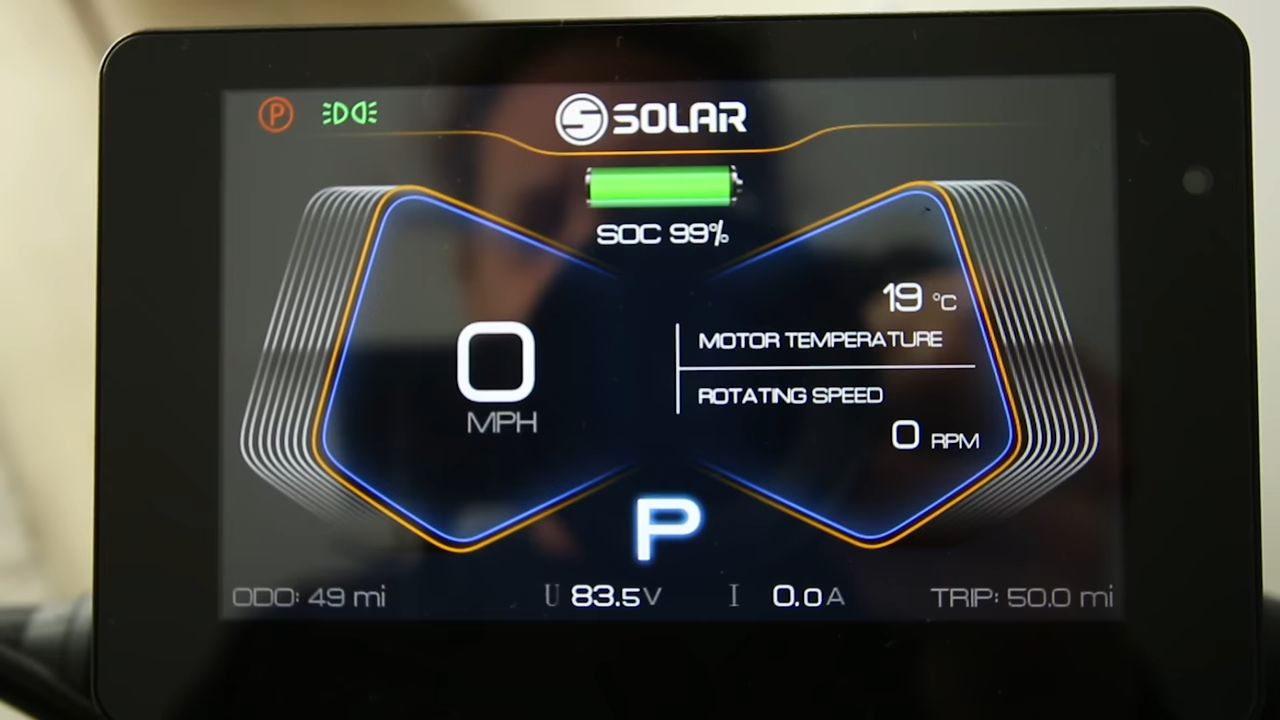 P
SOLAR
SOC 99%
19 °C
MOTOR TEMPERATURE
0
MPH
ROTATING SPEED
0 RPM
P
ODO: 49 mi U 83.5V I 0.0A TRIP: 50.0 mi